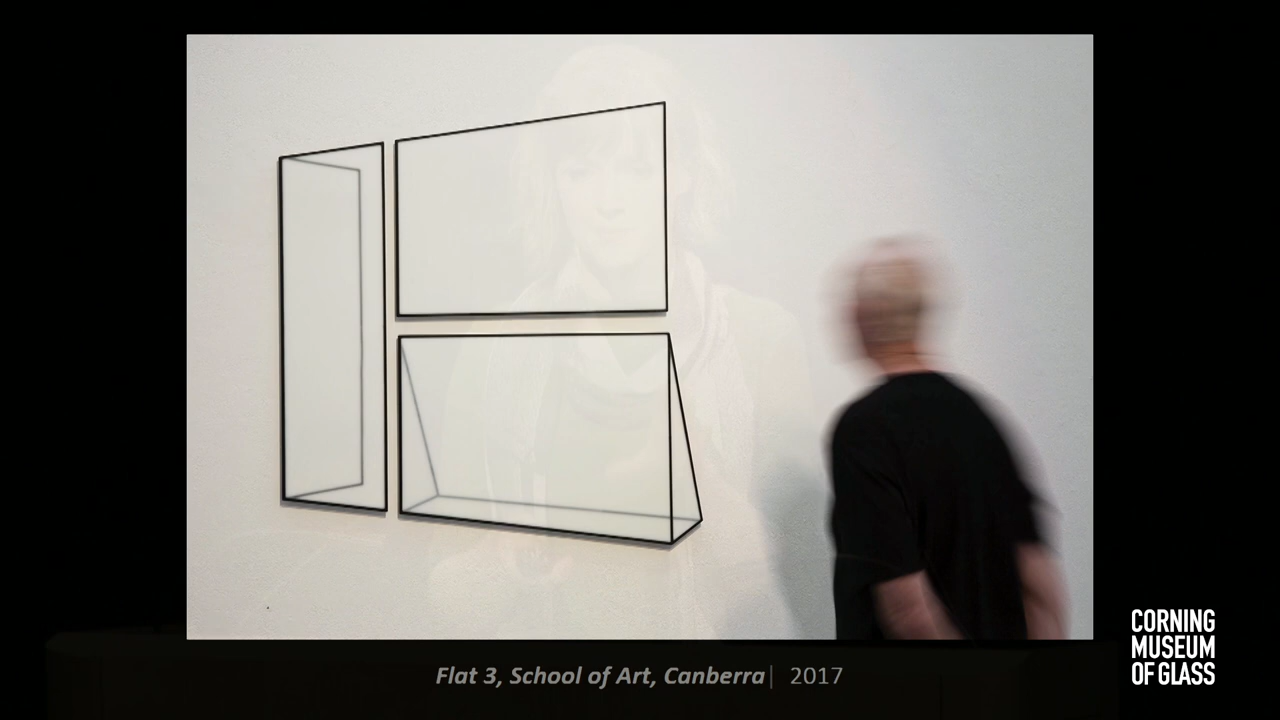 Flat 3, School of Art, Canberra| 2017
CORNING
MUSEUM
OF GLASS